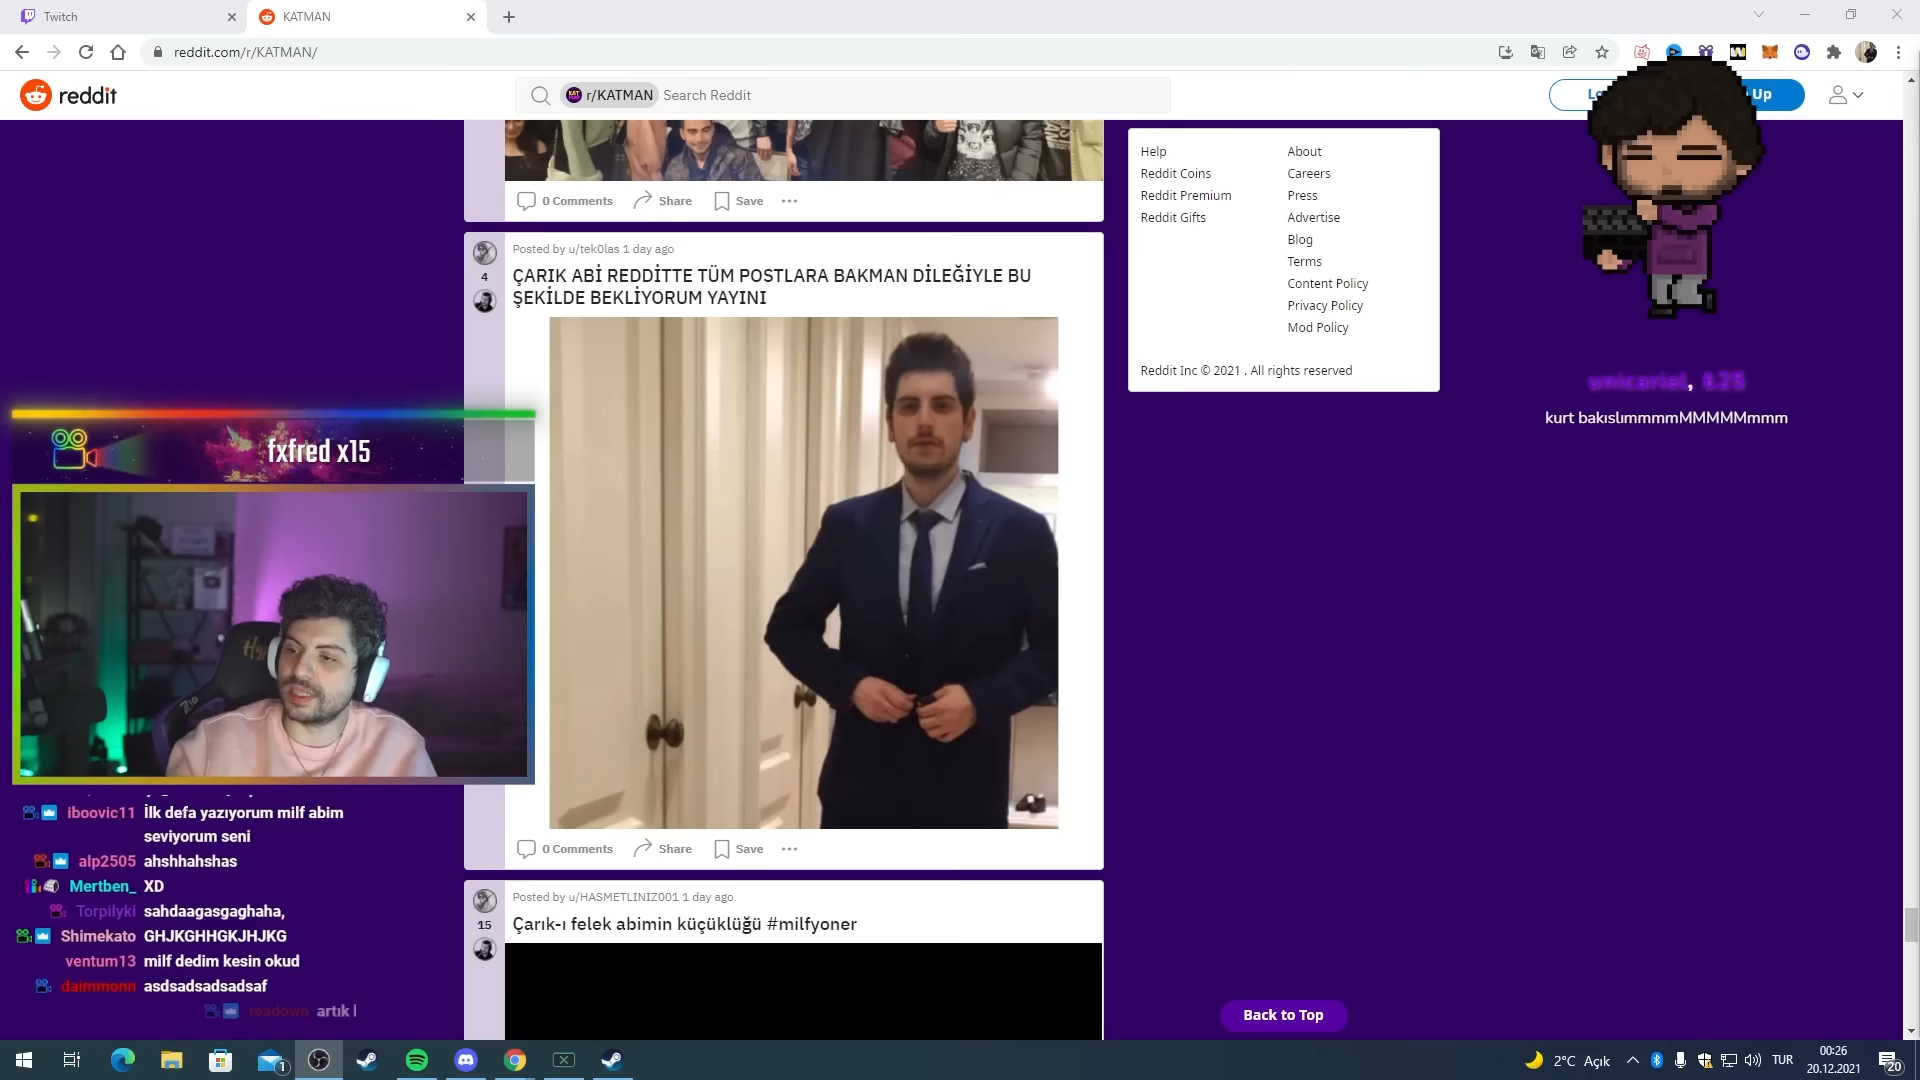 Twitch
KATMAN
reddit.com/r/KATMAN/
reddit
r/KATMAN
Search Reddit
Up
0 Comments
Share
Save
Help
About
Reddit Coins
Careers
Reddit Premium
Press
Reddit Gifts
Advertise
Blog
Terms
Content Policy
Privacy Policy
Mod Policy
Reddit Inc © 2021 . All rights reserved
Posted by u/tek0las 1 day ago
4
ÇARIK ABİ REDDİTTE TÜM POSTLARA BAKMAN DİLEĞİYLE BU
ŞEKİLDE BEKLİYORUM YAYINI
unicariel, ₺25
kurt bakıslımmmmMMMMMmmm
fxfred x15
0 Comments
Share
Save
iboovic11 İlk defa yazıyorum milf abim
seviyorum seni
alp2505 ahshhahshas
Mertben_ XD
Torpilyki sahdaagasgaghaha,
Shimekato GHJKGHHGKJHJKG
ventum13 milf dedim kesin okud
daimmonn asdsadsadsadsaf
readown artık
Posted by u/HASMETLINIZ001 1 day ago
15
Çarık-ı felek abimin küçüklüğü #milfyoner
Back to Top
1
2°C Açık
TUR
00:26
20.12.2021
20